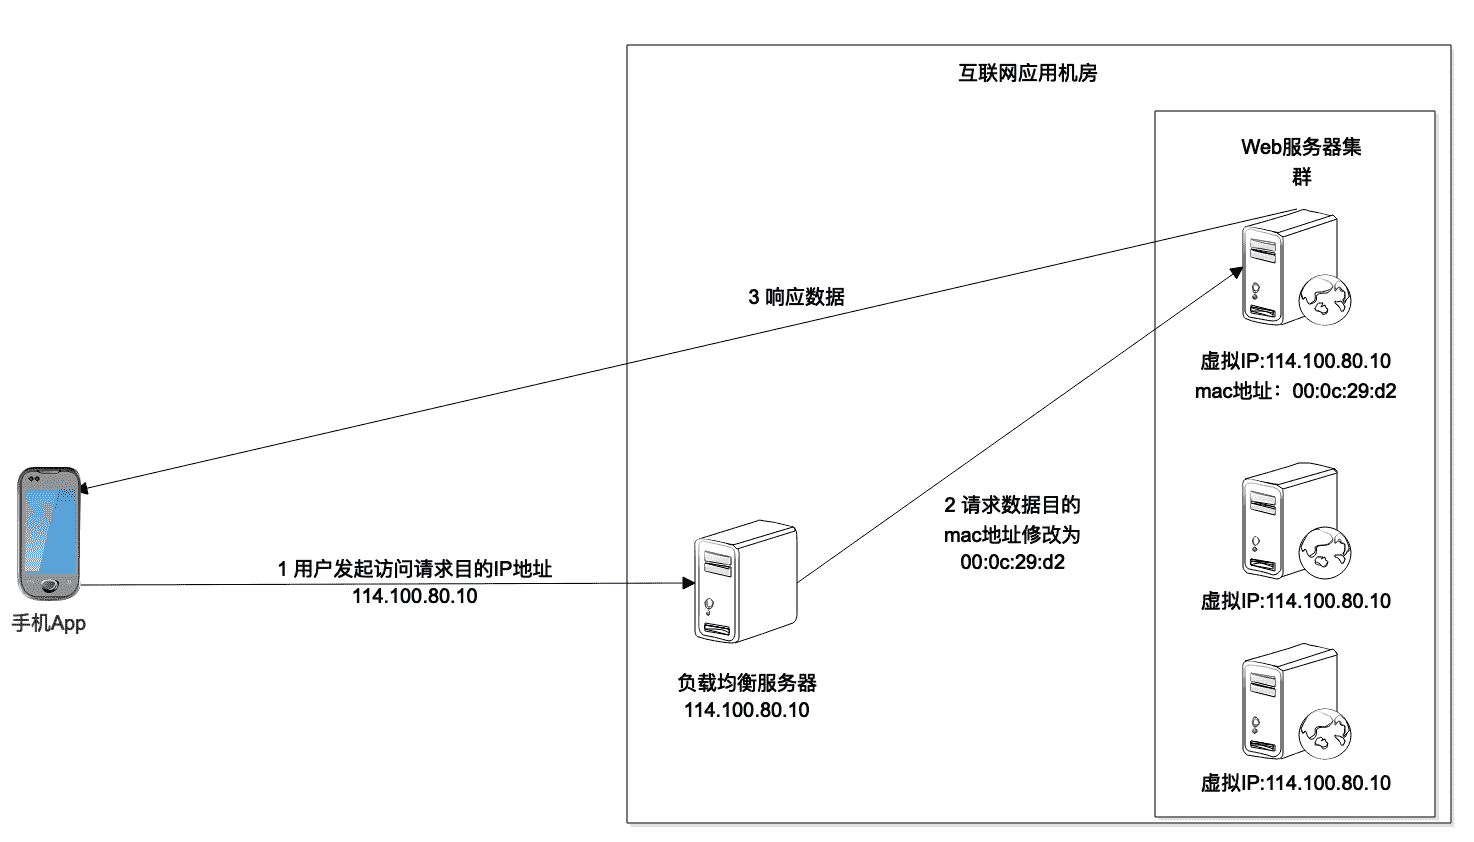 互联网应用机房
Web服务器集
群
3 响应数据
虚拟IP:114.100.80.10
mac地址：00:0c:29:d2
2 请求数据目的
mac地址修改为
00:0c:29:d2
1 用户发起访问请求目的IP地址
114.100.80.10
手机App
虚拟IP:114.100.80.10
负载均衡服务器
114.100.80.10
虚拟IP:114.100.80.10